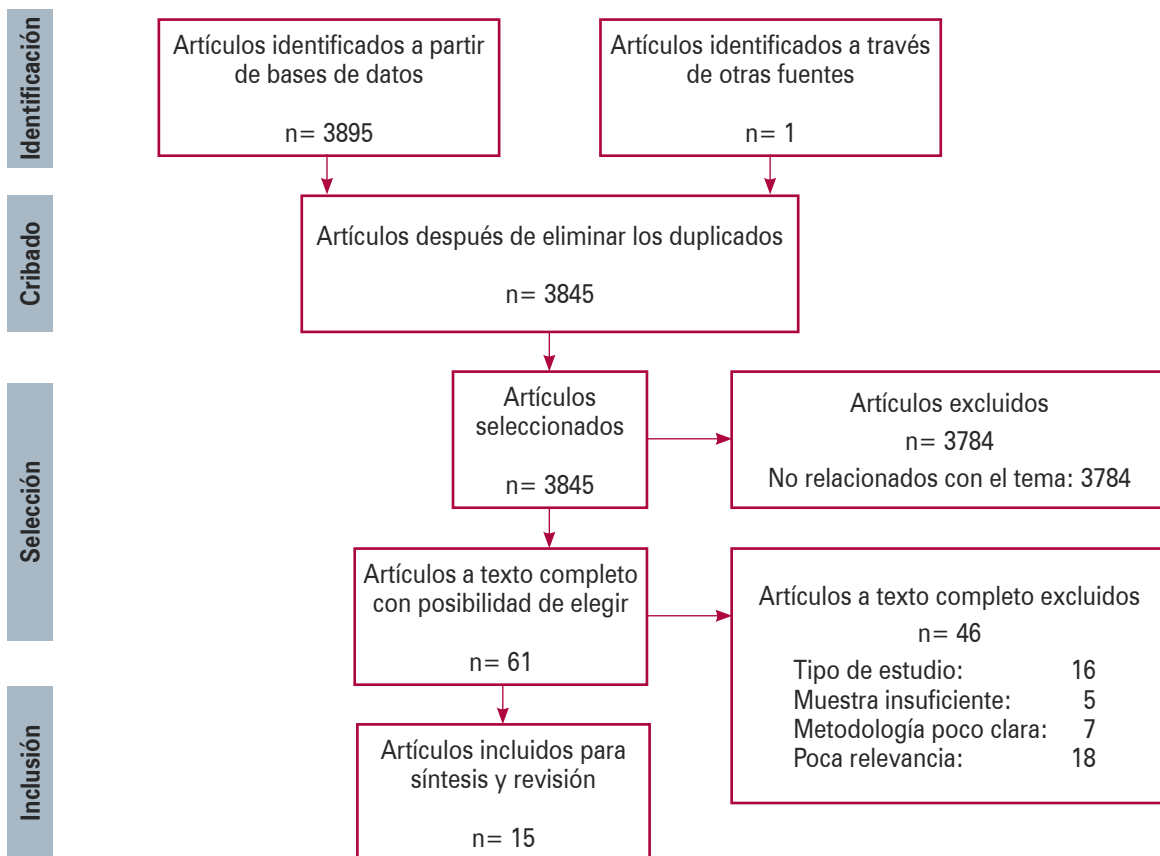 Identificación
Artículos identificados a partir
de bases de datos
n= 3895
Artículos identificados a través
de otras fuentes
n= 1
Cribado
Artículos después de eliminar los duplicados
n= 3845
Selección
Artículos
seleccionados
n= 3845
Artículos excluidos
n= 3784
No relacionados con el tema: 3784
Artículos a texto completo
con posibilidad de elegir
n= 61
Artículos a texto completo excluidos
n= 46
Tipo de estudio: 16
Muestra insuficiente: 5
Metodología poco clara: 7
Poca relevancia: 18
Inclusión
Artículos incluidos para
síntesis y revisión
n= 15